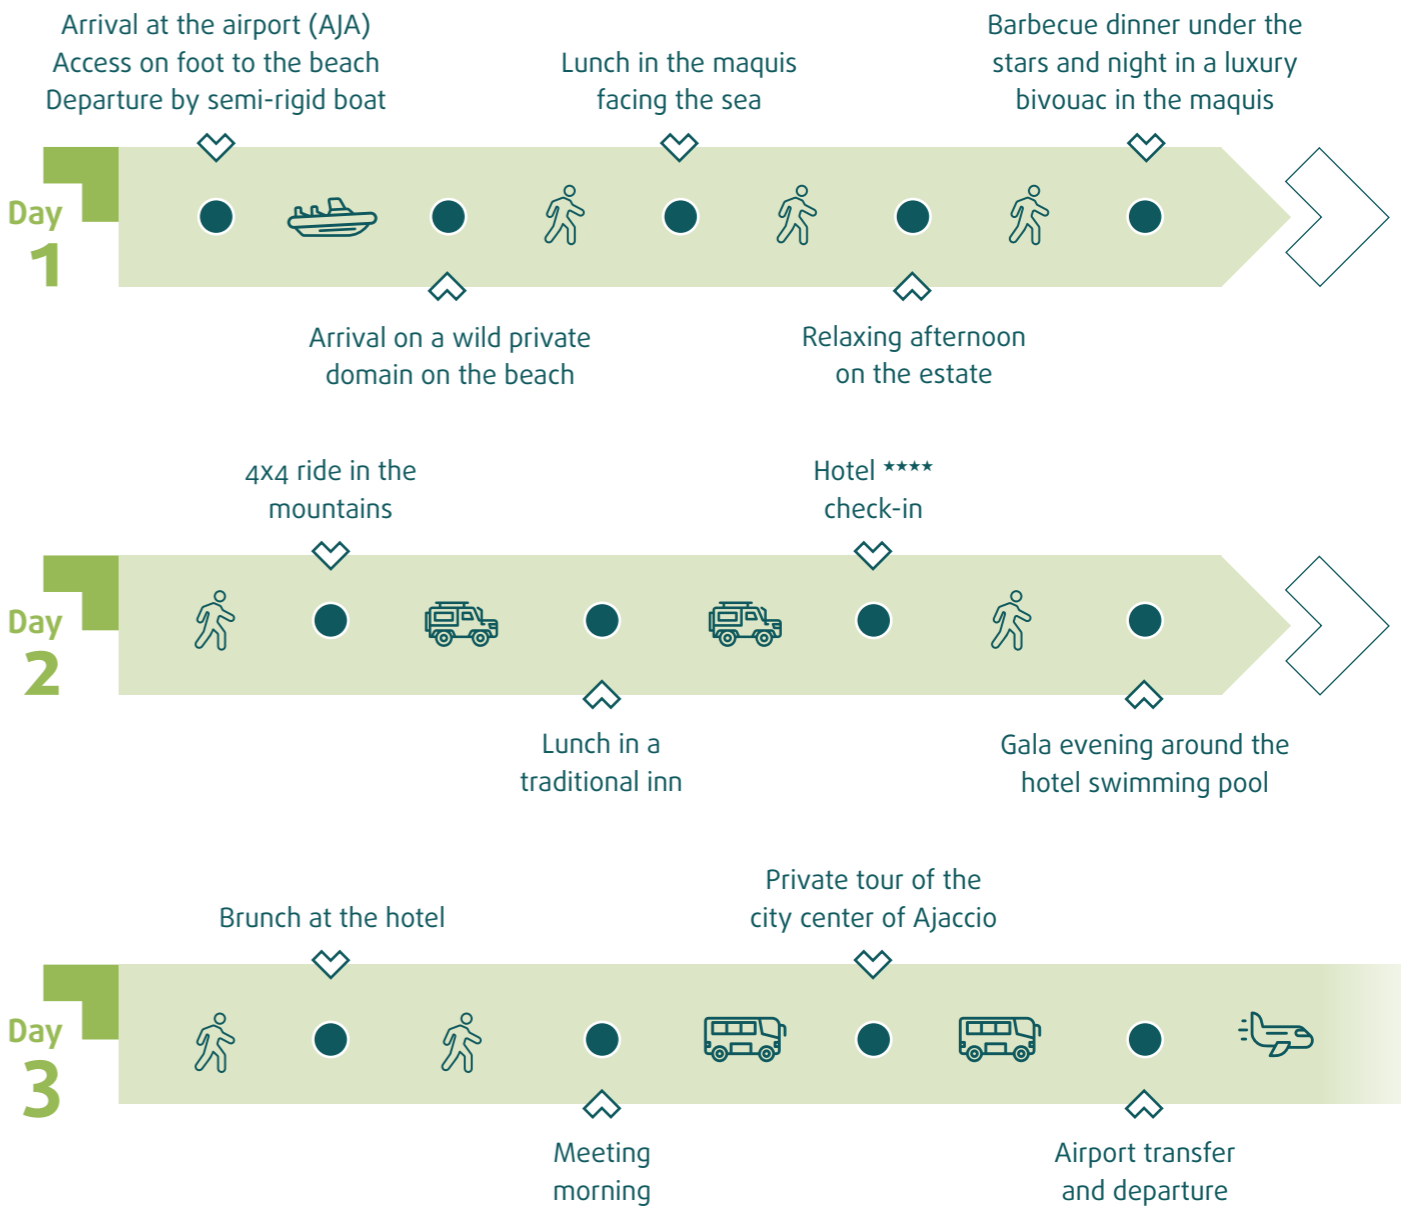 Arrival at the airport (AJA)
Access on foot to the beach
Departure by semi-rigid boat
Lunch in the maquis
facing the sea
Barbecue dinner under the
stars and night in a luxury
bivouac in the maquis
Day
1
Arrival on a wild private
domain on the beach
Relaxing afternoon
on the estate
4x4 ride in the
mountains
Hotel ★★★★
check-in
Day
2
Lunch in a
traditional inn
Gala evening around the
hotel swimming pool
Brunch at the hotel
Private tour of the
city center of Ajaccio
Day
3
Meeting
morning
Airport transfer
and departure